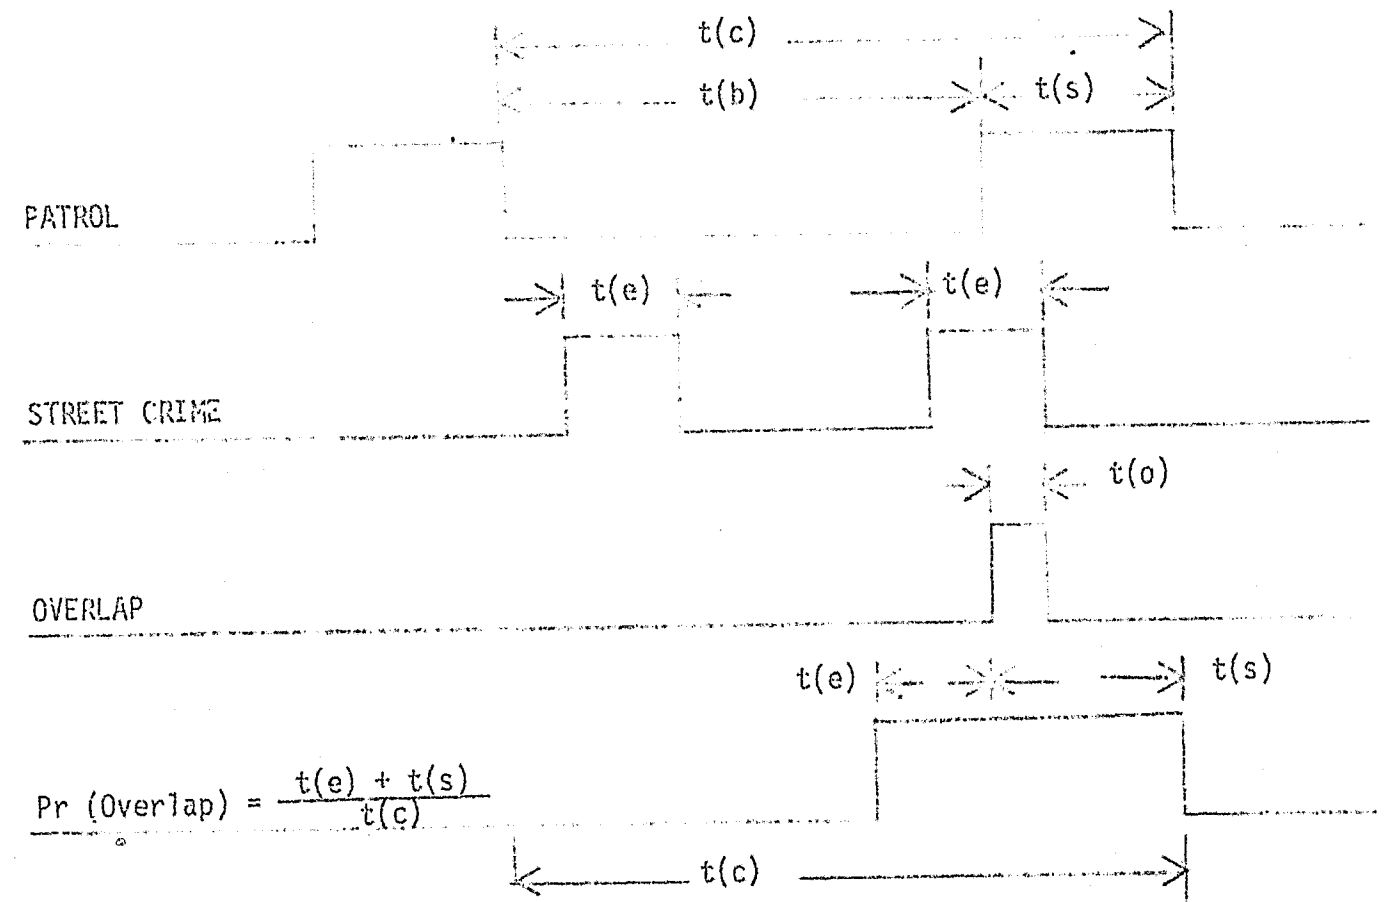 t(c)
t(b) t(s)
PATROL
t(e) t(e)
STREET CRIME
t(o)
OVERLAP
t(e) t(s)
Pr (Overlap) = t(e) + t(s)
t(c)
t(c)